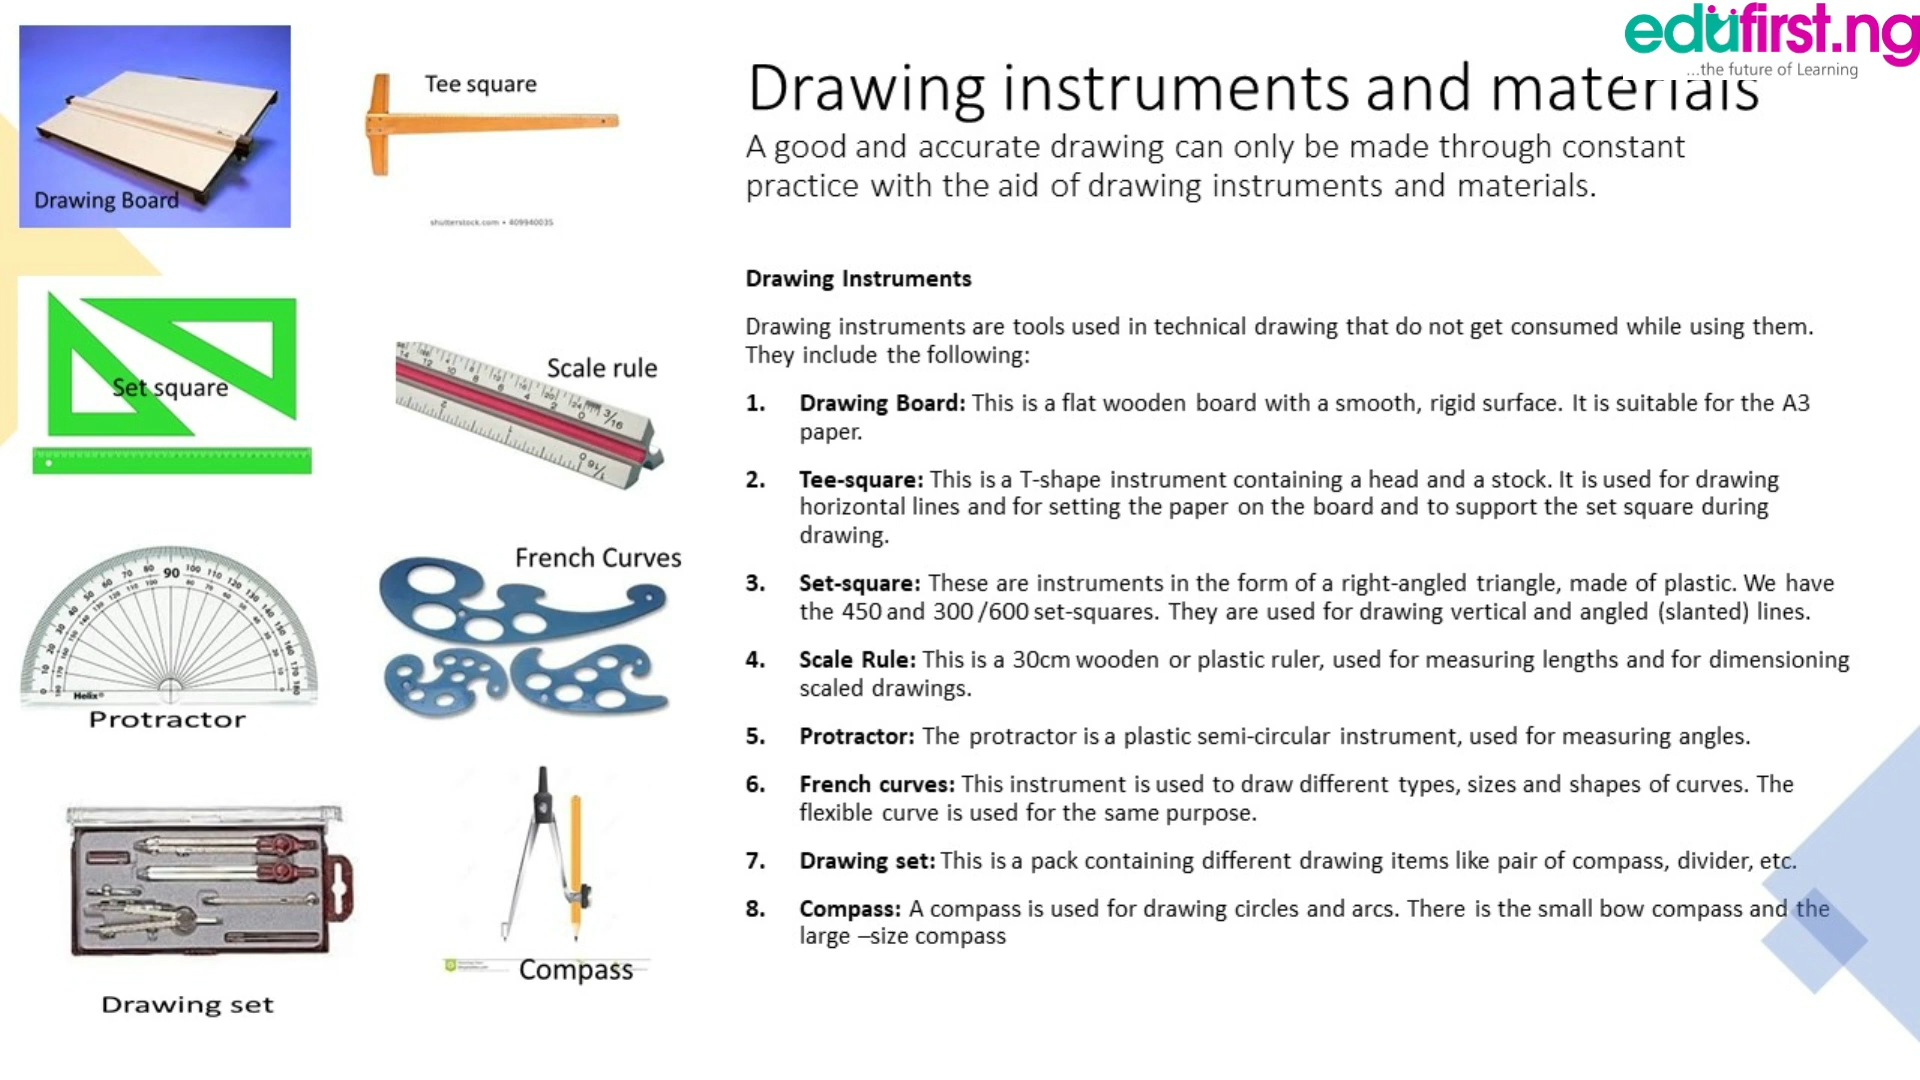 edufirst.ng
...the future of Learning
Drawing instruments and materials
A good and accurate drawing can only be made through constant
practice with the aid of drawing instruments and materials.
Drawing Board
Tee square
shutterstock.com • 409940035
Set square
Scale rule
Protractor
Helix
French Curves
Drawing set
Compass
Drawing Instruments
Drawing instruments are tools used in technical drawing that do not get consumed while using them.
They include the following:
1. Drawing Board: This is a flat wooden board with a smooth, rigid surface. It is suitable for the A3
paper.
2. Tee-square: This is a T-shape instrument containing a head and a stock. It is used for drawing
horizontal lines and for setting the paper on the board and to support the set square during
drawing.
3. Set-square: These are instruments in the form of a right-angled triangle, made of plastic. We have
the 450 and 300 /600 set-squares. They are used for drawing vertical and angled (slanted) lines.
4. Scale Rule: This is a 30cm wooden or plastic ruler, used for measuring lengths and for dimensioning
scaled drawings.
5. Protractor: The protractor is a plastic semi-circular instrument, used for measuring angles.
6. French curves: This instrument is used to draw different types, sizes and shapes of curves. The
flexible curve is used for the same purpose.
7. Drawing set: This is a pack containing different drawing items like pair of compass, divider, etc.
8. Compass: A compass is used for drawing circles and arcs. There is the small bow compass and the
large –size compass